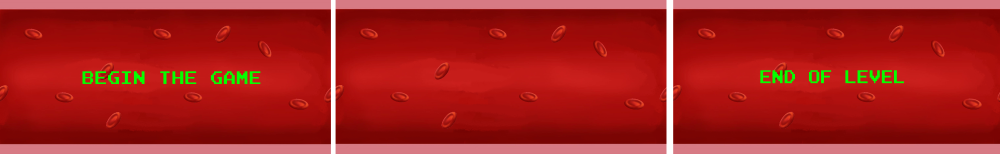 BEGIN THE GAME
END OF LEVEL